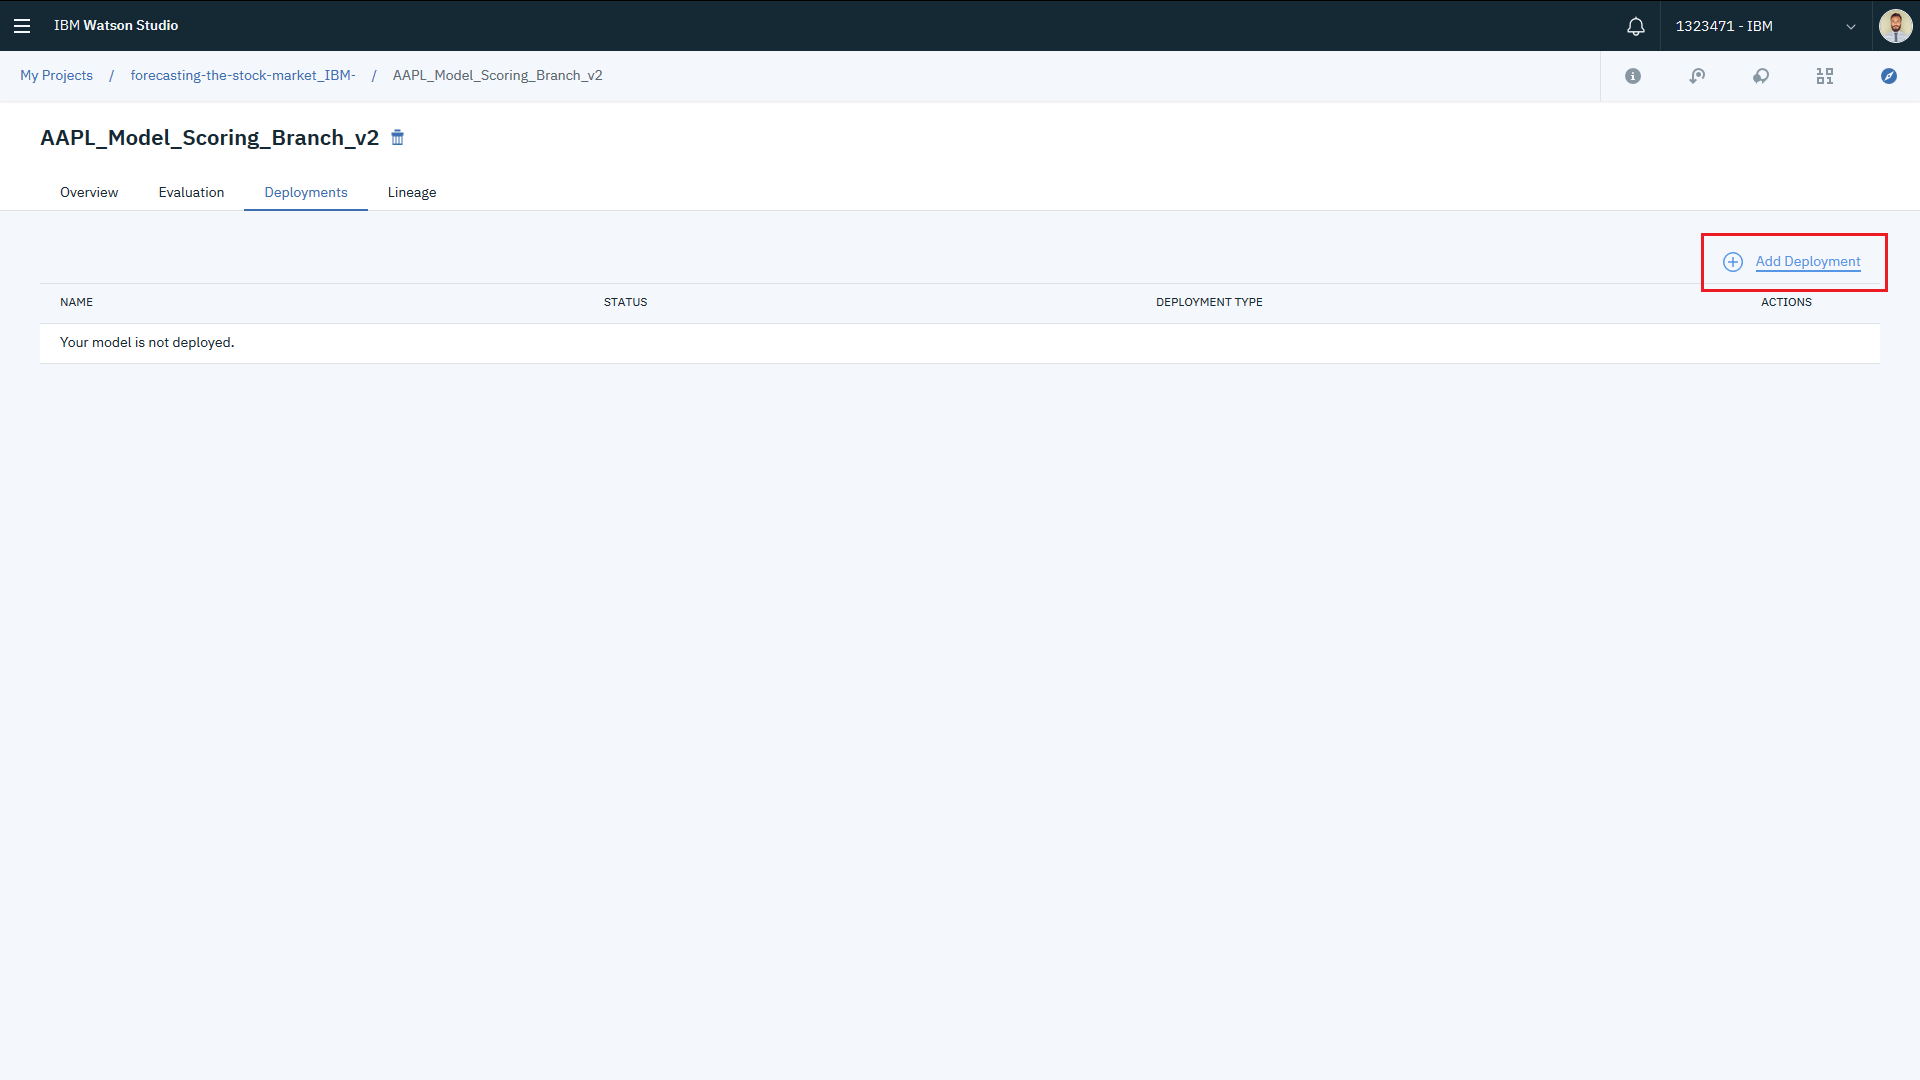 IBM Watson Studio
1323471 - IBM
My Projects / forecasting-the-stock-market_IBM- / AAPL_Model_Scoring_Branch_v2
AAPL_Model_Scoring_Branch_v2
Overview Evaluation Deployments Lineage
Add Deployment
NAME STATUS DEPLOYMENT TYPE ACTIONS
Your model is not deployed.